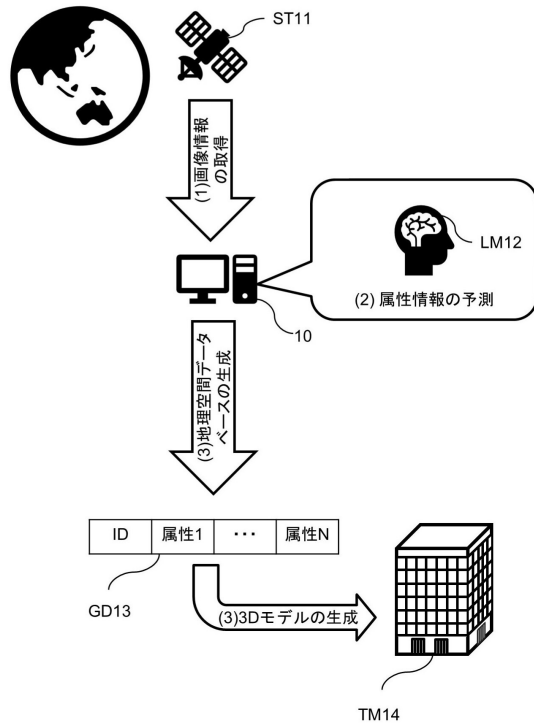 ST11
(1)画像情報
の取得
LM12
(2) 属性情報の予測
10
(3)地理空間データ
ベースの生成
ID 属性1 ・・・ 属性N
GD13
(3)3Dモデルの生成
TM14